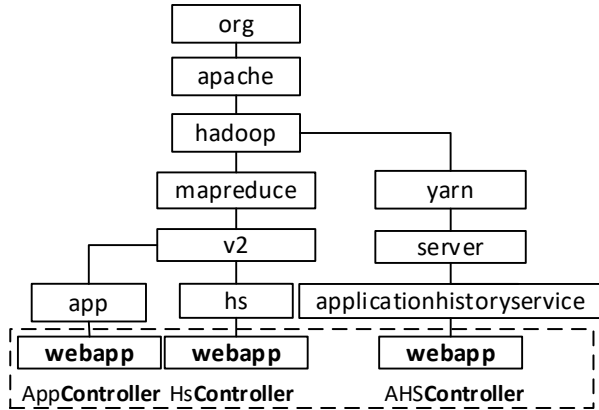 org
apache
hadoop
mapreduce yarn
v2 server
app hs applicationhistoryservice
webapp webapp webapp
AppController HsController AHSController